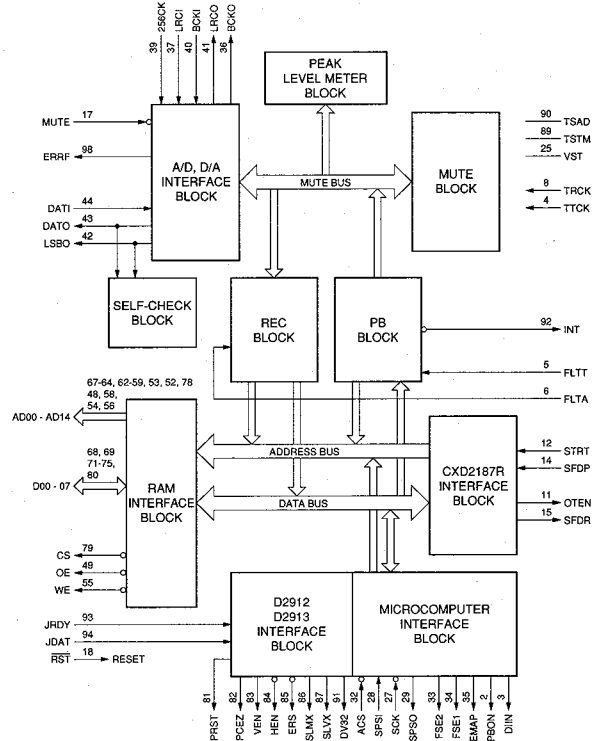 39 256CK
37 LRCI
40 BCKI
41 LRCO
36 BCKO
PEAK
LEVEL METER
BLOCK
MUTE 17
ERRF 98
A/D, D/A
INTERFACE
BLOCK
MUTE BUS
MUTE
BLOCK
90 TSAD
89 TSTM
25 VST
8 TRCK
4 TTCK
DATI 44
DATO 43
LSBO 42
SELF-CHECK
BLOCK
REC
BLOCK
PB
BLOCK
92 INT
5 FLTT
6 FLTA
67-64, 62-59, 53, 52, 78
48, 58,
54, 56
AD00 - AD14
68, 69
71-75,
80
D00 - 07
RAM
INTERFACE
BLOCK
ADDRESS BUS
DATA BUS
CXD2187R
INTERFACE
BLOCK
12 STRT
14 SFDP
11 OTEN
15 SFDR
CS 79
OE 49
WE 55
JRDY 93
JDAT 94
RST 18 RESET
D2912
D2913
INTERFACE
BLOCK
MICROCOMPUTER
INTERFACE
BLOCK
81 PRST
82 PCEZ
83 VEN
84 HEN
85 ERS
86 SLMX
87 SLVX
91 DV32
32 ACS
28 SPSI
27 SCK
29 SPSO
33 FSE2
34 FSE1
35 EMAP
2 PBON
3 DIIN